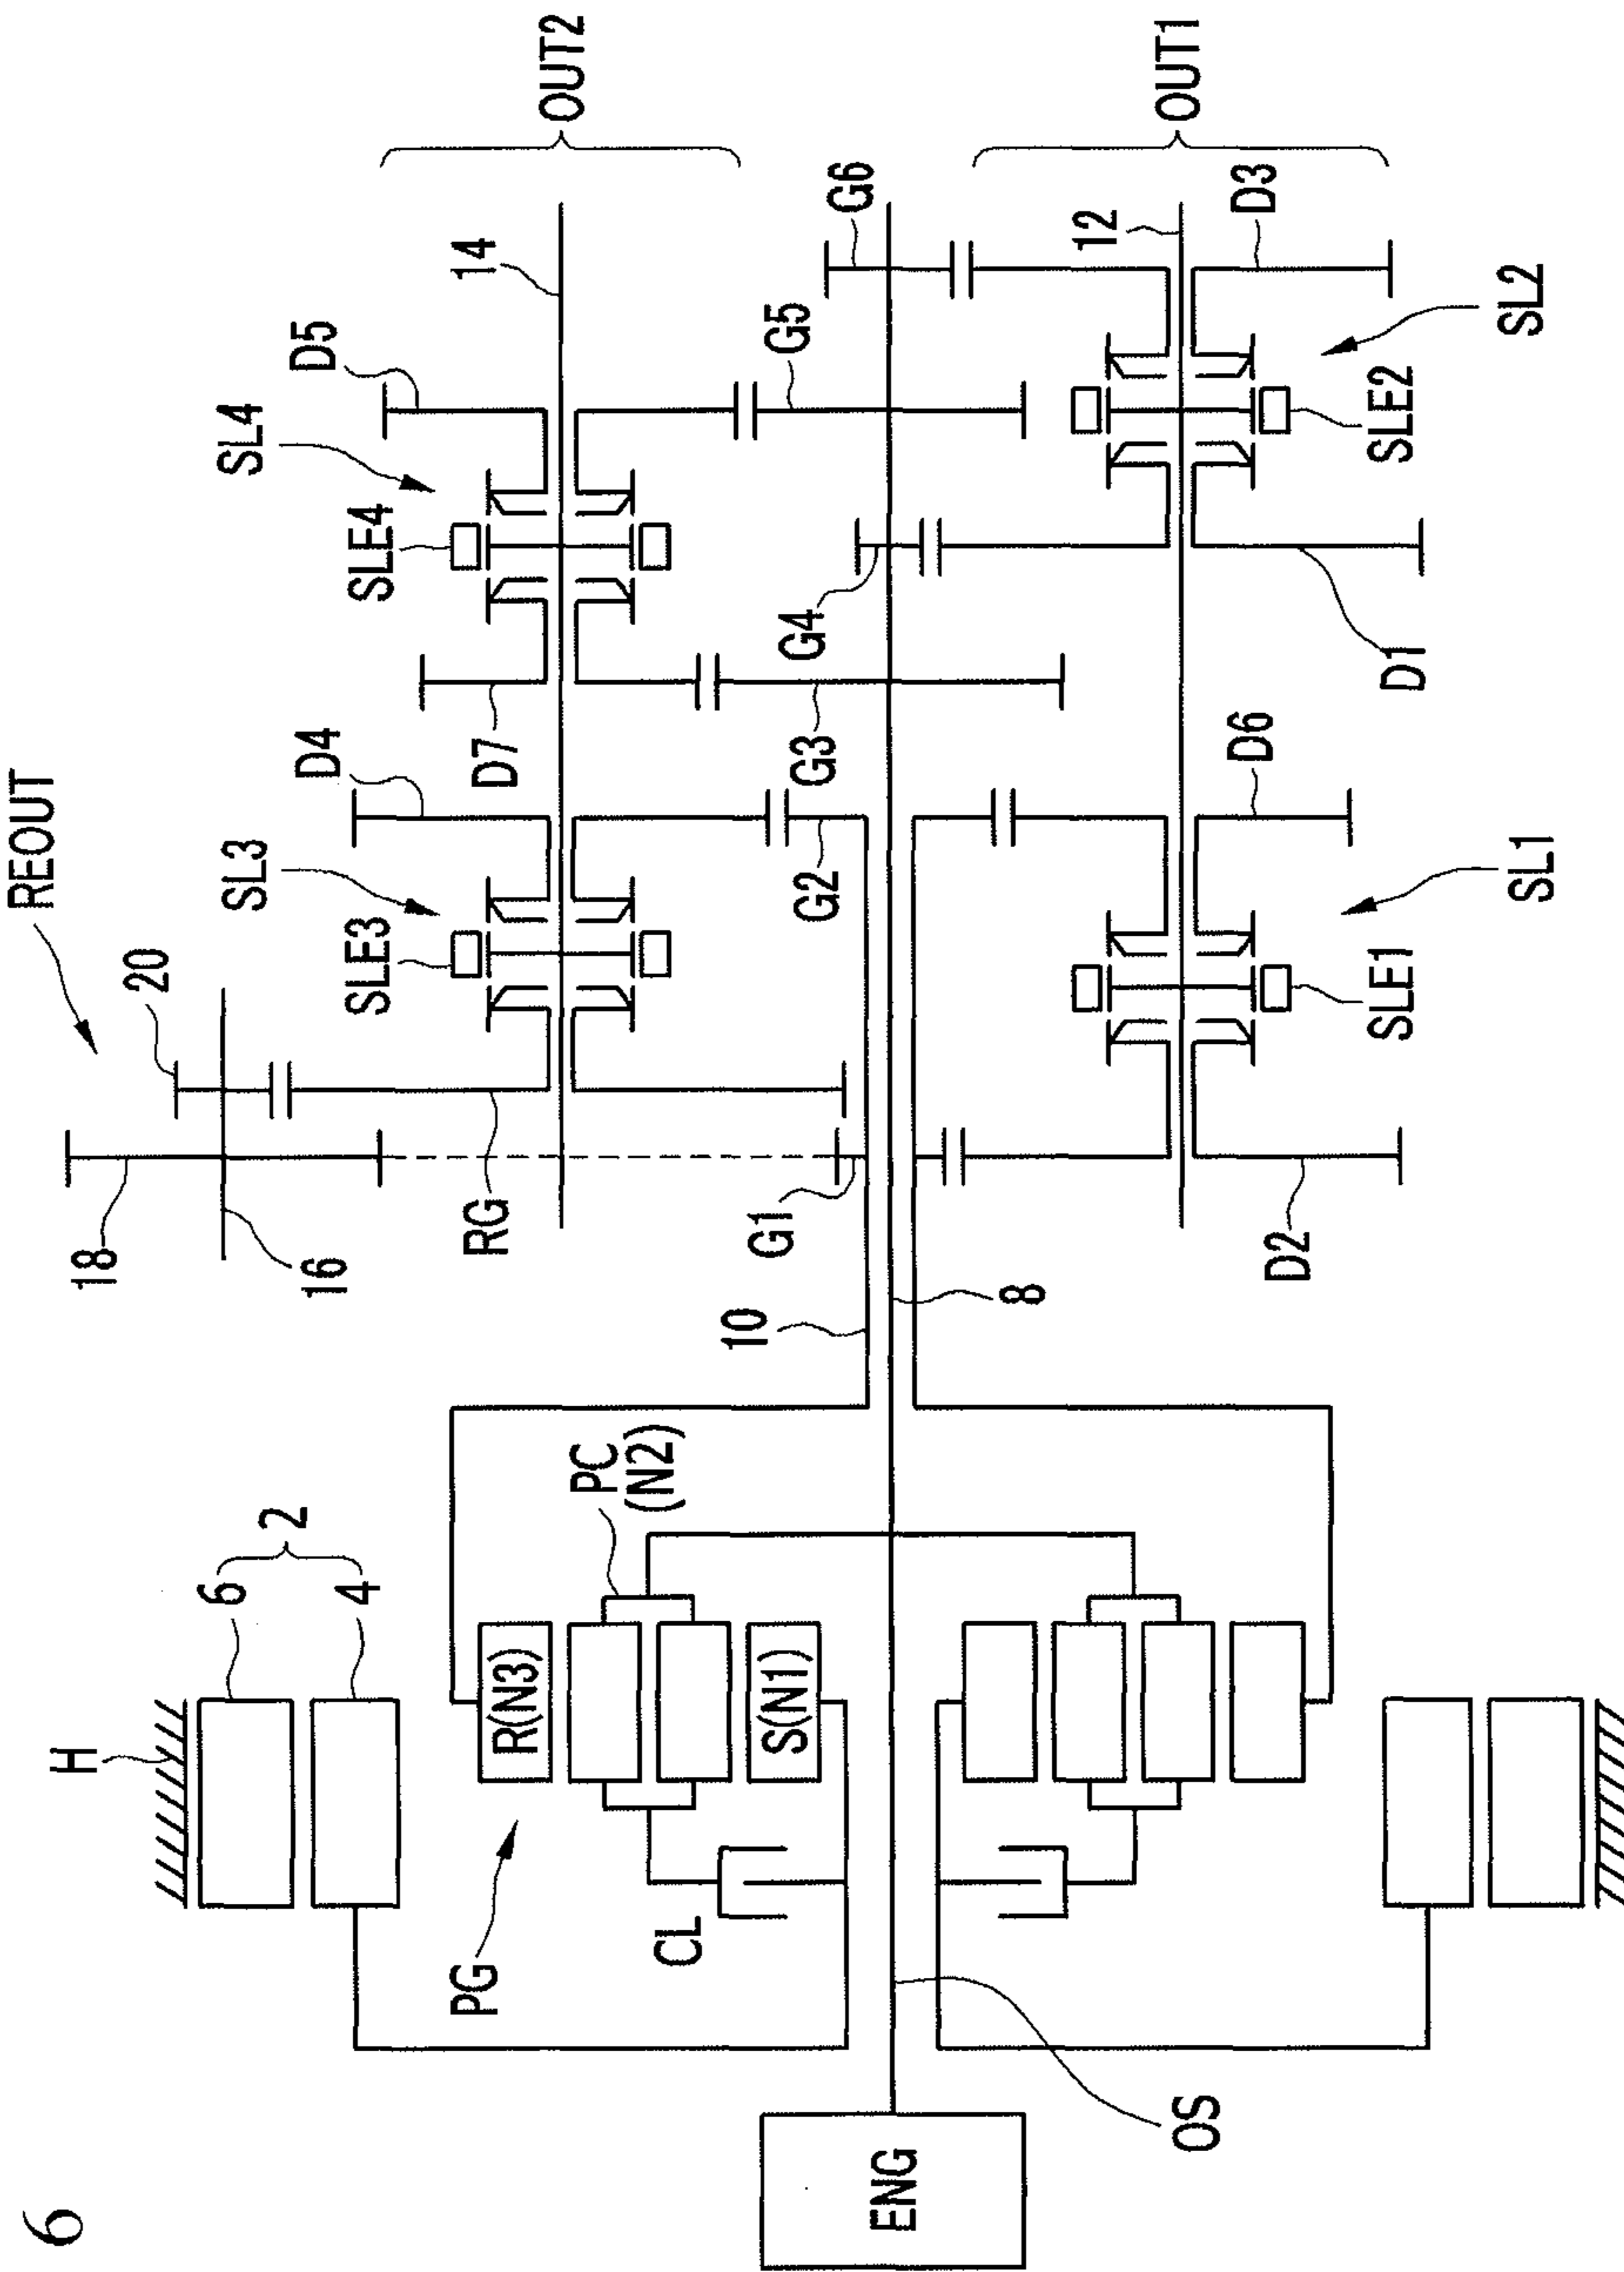 6
REOUT
18
16
20
RG
SL3
SLE3
D4
D7
SL4
SLE4
D5
14
OUT2
G1
G2
G3
G4
G5
G6
10
8
D2
SLE1
SL1
D6
D1
SLE2
SL2
12
D3
OUT1
H
6
4
2
PG
CL
R(N3)
S(N1)
PC
(N2)
ENG
OS